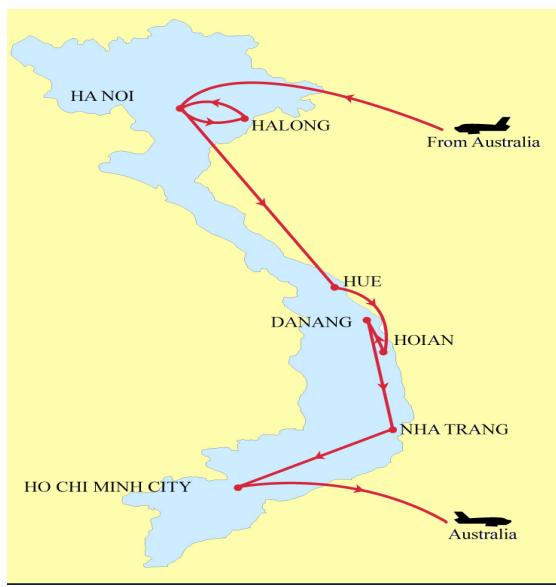 HA NOI
HALONG
From Australia
HUE
DANANG
HOIAN
NHA TRANG
HO CHI MINH CITY
Australia